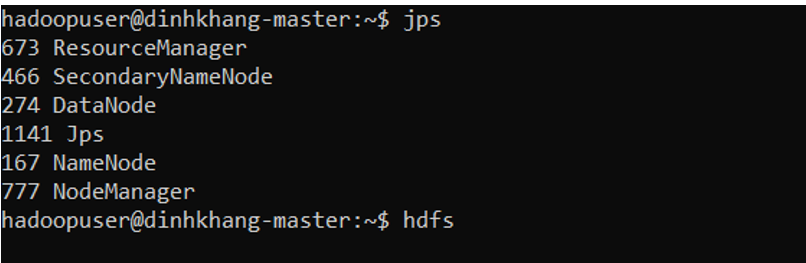 hadoopuser@dinhkhang-master:~$ jps
673 ResourceManager
466 SecondaryNameNode
274 DataNode
1141 Jps
167 NameNode
777 NodeManager
hadoopuser@dinhkhang-master:~$ hdfs